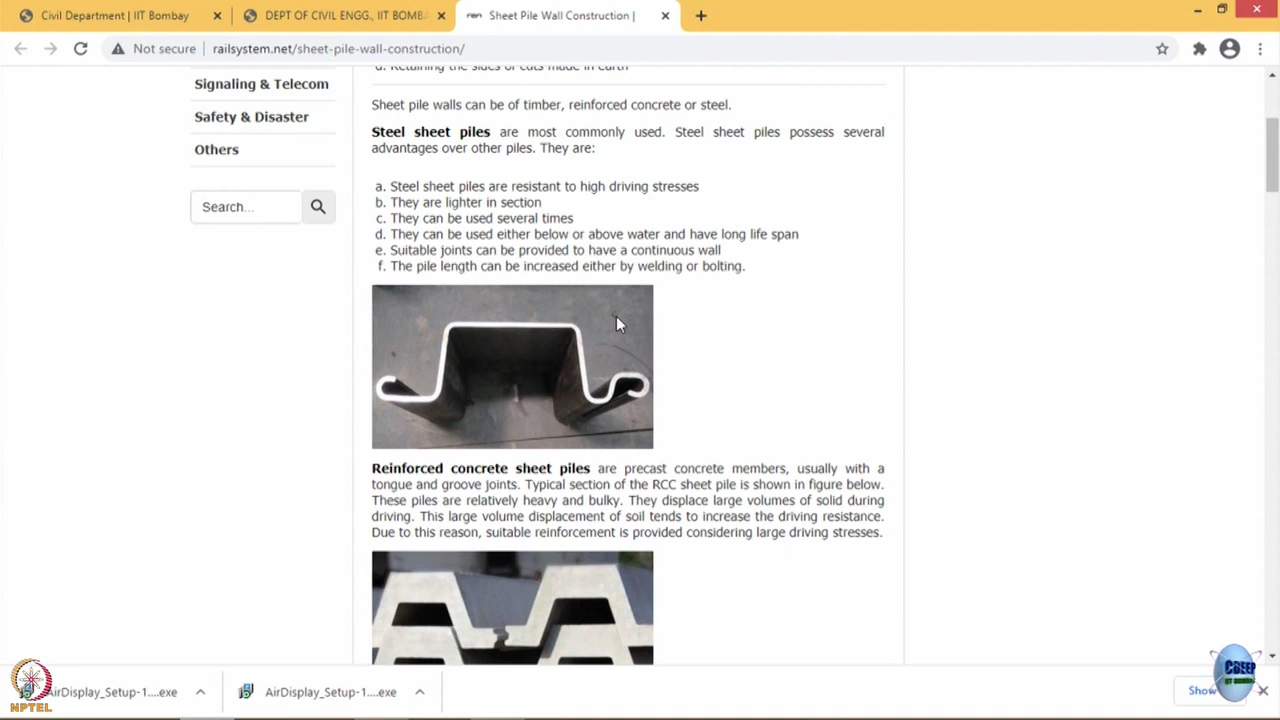 Civil Department | IIT Bombay
DEPT OF CIVIL ENGG., IIT BOMBA
Sheet Pile Wall Construction |
Not secure
railsystem.net/sheet-pile-wall-construction/
Signaling & Telecom
Safety & Disaster
Others
Search...
d. Retaining the sides of cuts made in earth
Sheet pile walls can be of timber, reinforced concrete or steel.
Steel sheet piles are most commonly used. Steel sheet piles possess several
advantages over other piles. They are:
a. Steel sheet piles are resistant to high driving stresses
b. They are lighter in section
c. They can be used several times
d. They can be used either below or above water and have long life span
e. Suitable joints can be provided to have a continuous wall
f. The pile length can be increased either by welding or bolting.
Reinforced concrete sheet piles are precast concrete members, usually with a
tongue and groove joints. Typical section of the RCC sheet pile is shown in figure below.
These piles are relatively heavy and bulky. They displace large volumes of solid during
driving. This large volume displacement of soil tends to increase the driving resistance.
Due to this reason, suitable reinforcement is provided considering large driving stresses.
AirDisplay_Setup-1....exe
AirDisplay_Setup-1....exe
Show
NPTEL
CDEEP